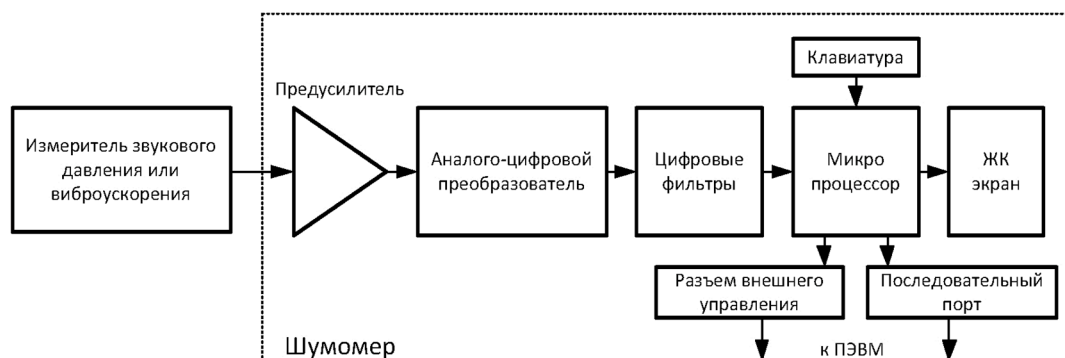 Клавиатура
Предусилитель
Измеритель звукового
давления или
виброускорения
Аналого-цифровой
преобразователь
Цифровые
фильтры
Микро
процессор
ЖК
экран
Разъем внешнего
управления
Последовательный
порт
Шумомер
к ПЭВМ